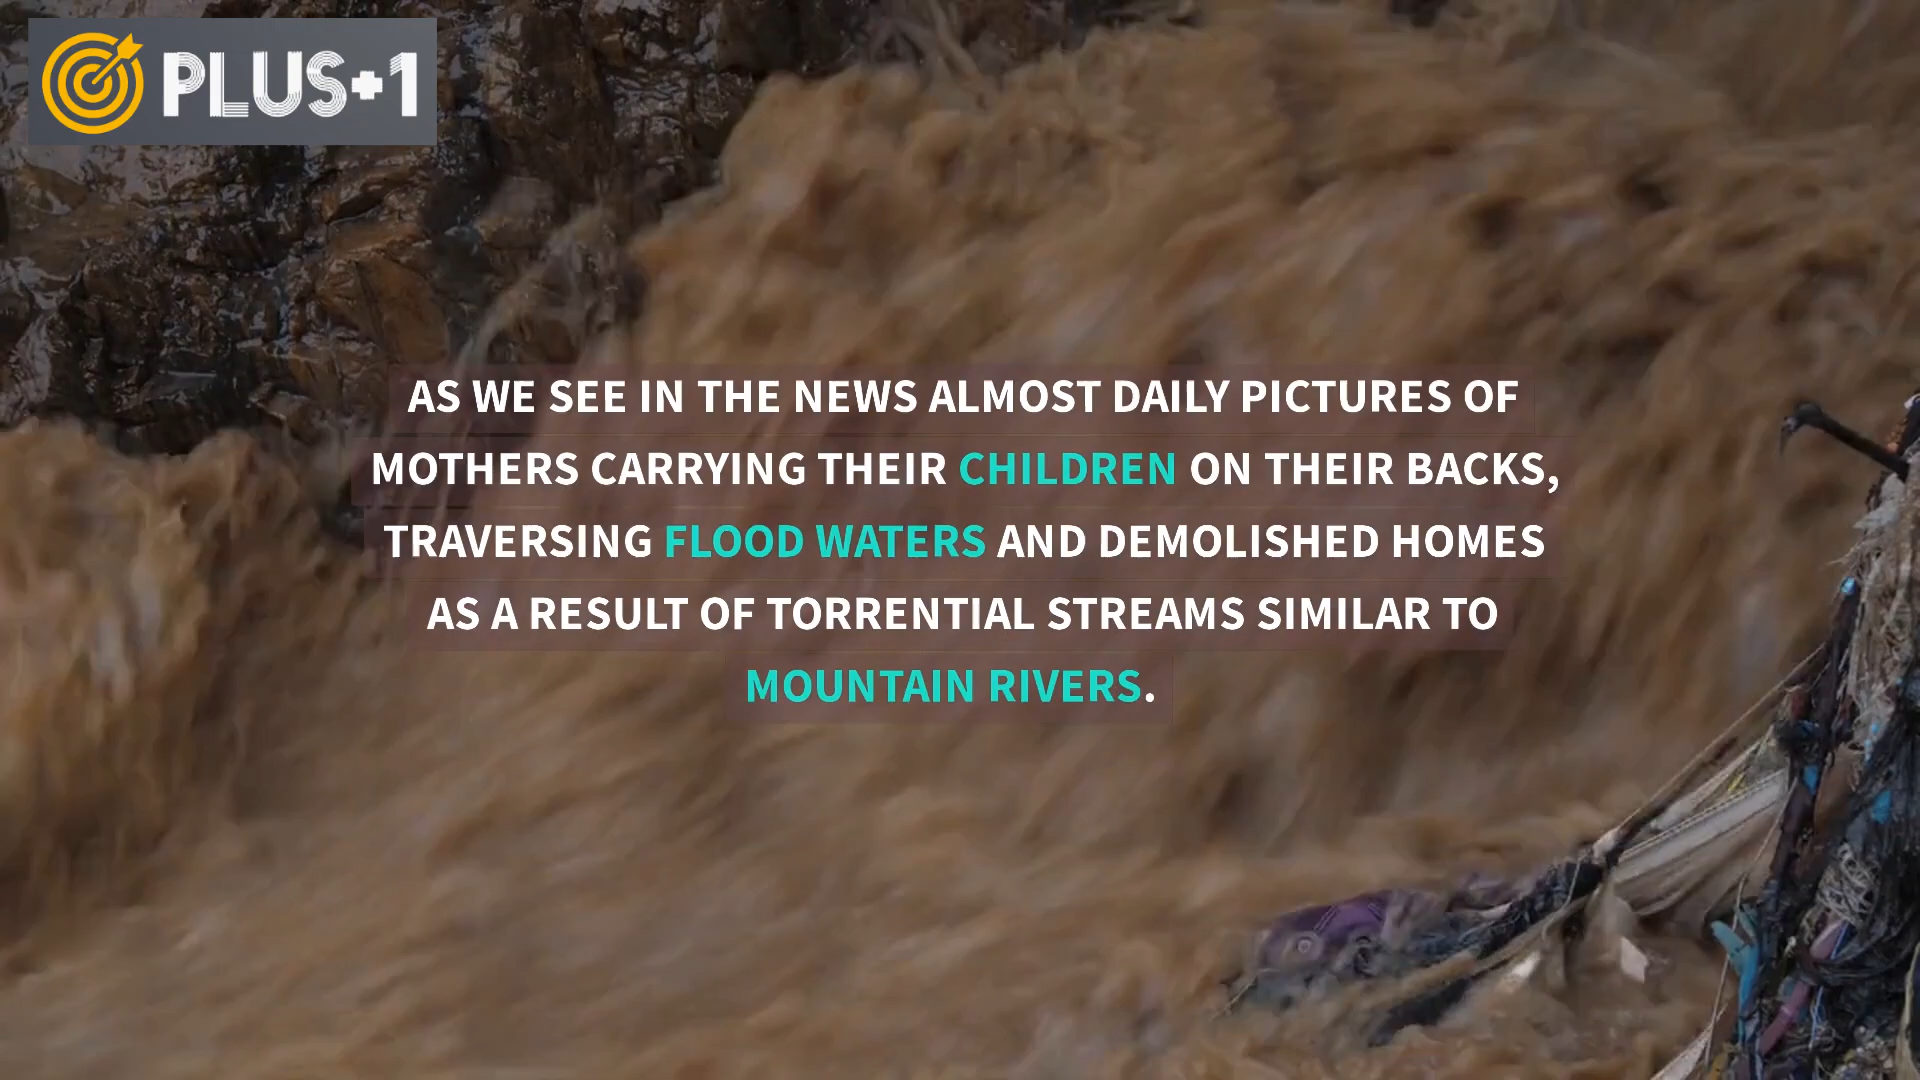 PLUS+1
AS WE SEE IN THE NEWS ALMOST DAILY PICTURES OF
MOTHERS CARRYING THEIR CHILDREN ON THEIR BACKS,
TRAVERSING FLOOD WATERS AND DEMOLISHED HOMES
AS A RESULT OF TORRENTIAL STREAMS SIMILAR TO
MOUNTAIN RIVERS.